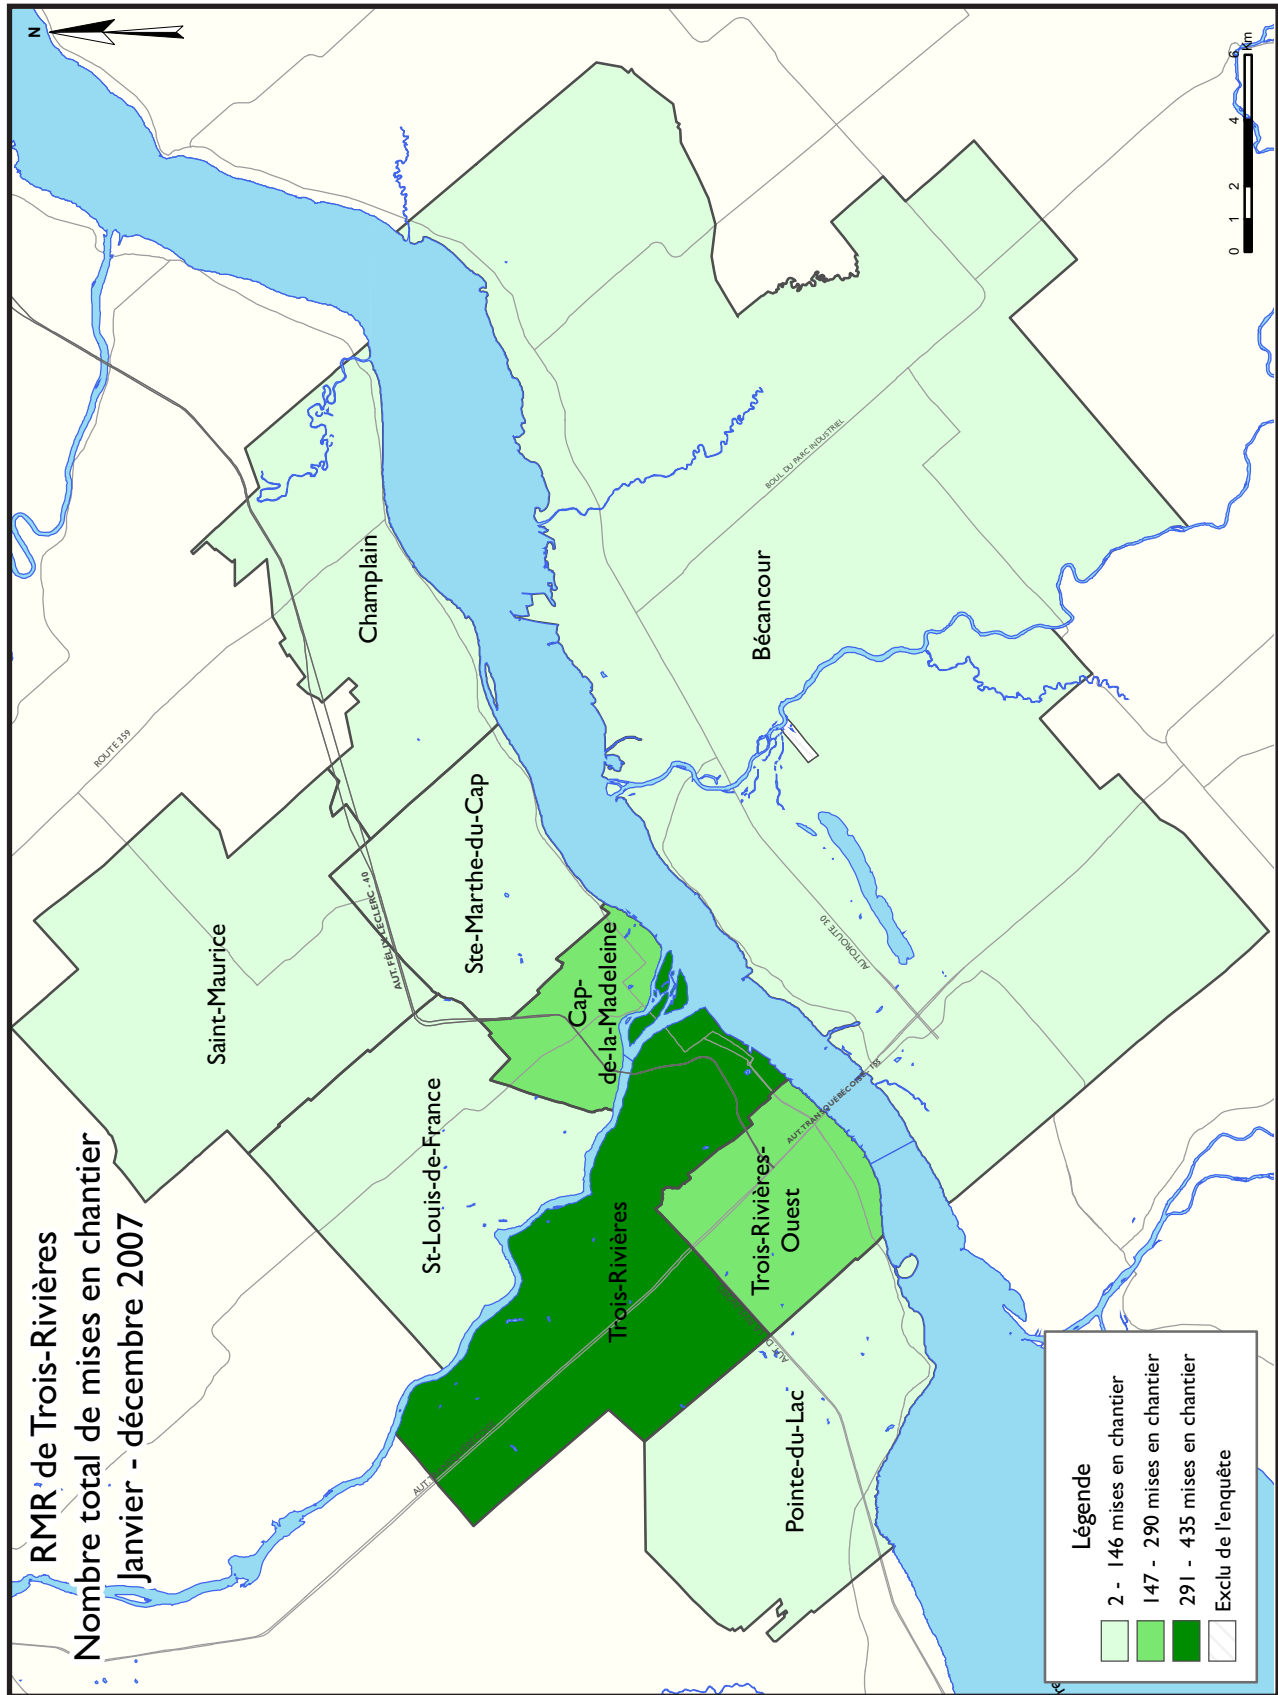 RMR de Trois-Rivières
Nombre total de mises en chantier
Janvier - décembre 2007
N
ROUTE 359
Saint-Maurice
Champlain
AUT. FÉLIX-LECLERC - 40
Ste-Marthe-du-Cap
St-Louis-de-France
Cap-
de-la-Madeleine
Trois-Rivières
Trois-Rivières-
Ouest
Pointe-du-Lac
Bécancour
BOUL DU PARC INDUSTRIEL
AUTOROUTE 30
AUT.
Légende
2 - 146 mises en chantier
147 - 290 mises en chantier
291 - 435 mises en chantier
Exclu de l'enquête
0 1 2 4 6
Km